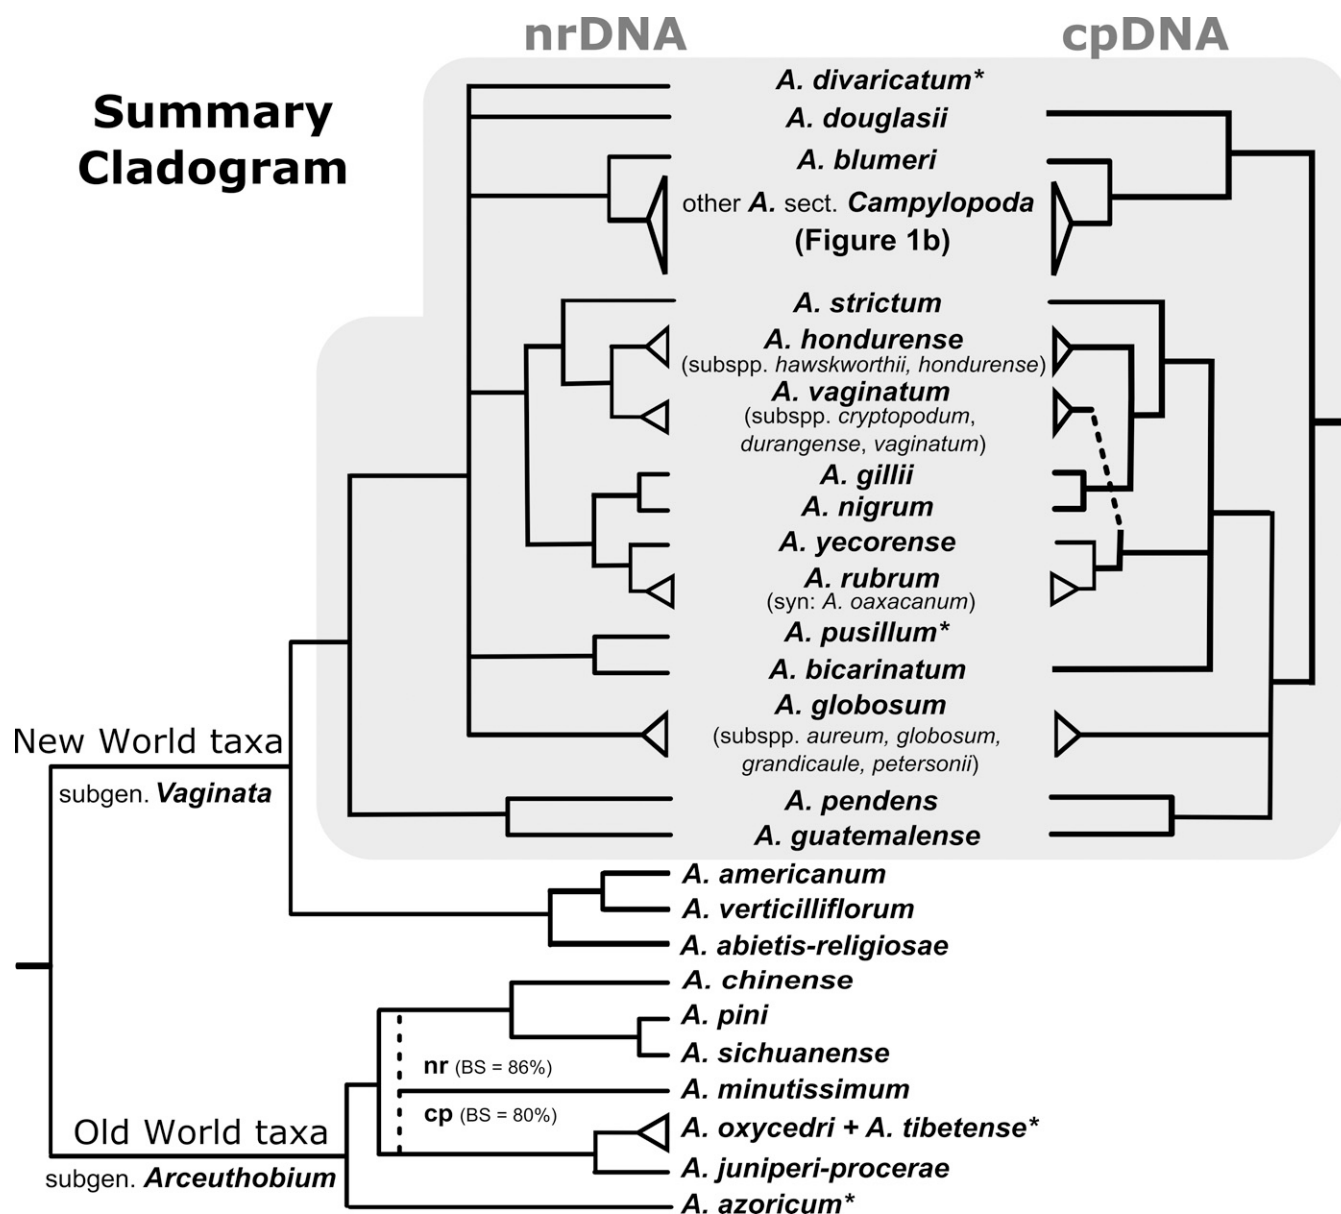 nrDNA
cpDNA
Summary
Cladogram
A. divaricatum*
A. douglasii
A. blumeri
other A. sect. Campylopoda
(Figure 1b)
A. strictum
A. hondurense
(subspp. hawskworthii, hondurense)
A. vaginatum
(subspp. cryptopodum,
durangense, vaginatum)
A. gillii
A. nigrum
A. yecorense
A. rubrum
(syn: A. oaxacanum)
A. pusillum*
A. bicarinatum
A. globosum
(subspp. aureum, globosum,
grandicaule, petersonii)
A. pendens
A. guatemalense
New World taxa
subgen. Vaginata
A. americanum
A. verticilliflorum
A. abietis-religiosae
A. chinense
A. pini
A. sichuanense
nr (BS = 86%)
A. minutissimum
cp (BS = 80%)
A. oxycedri + A. tibetense*
Old World taxa
subgen. Arceuthobium
A. juniperi-procerae
A. azoricum*